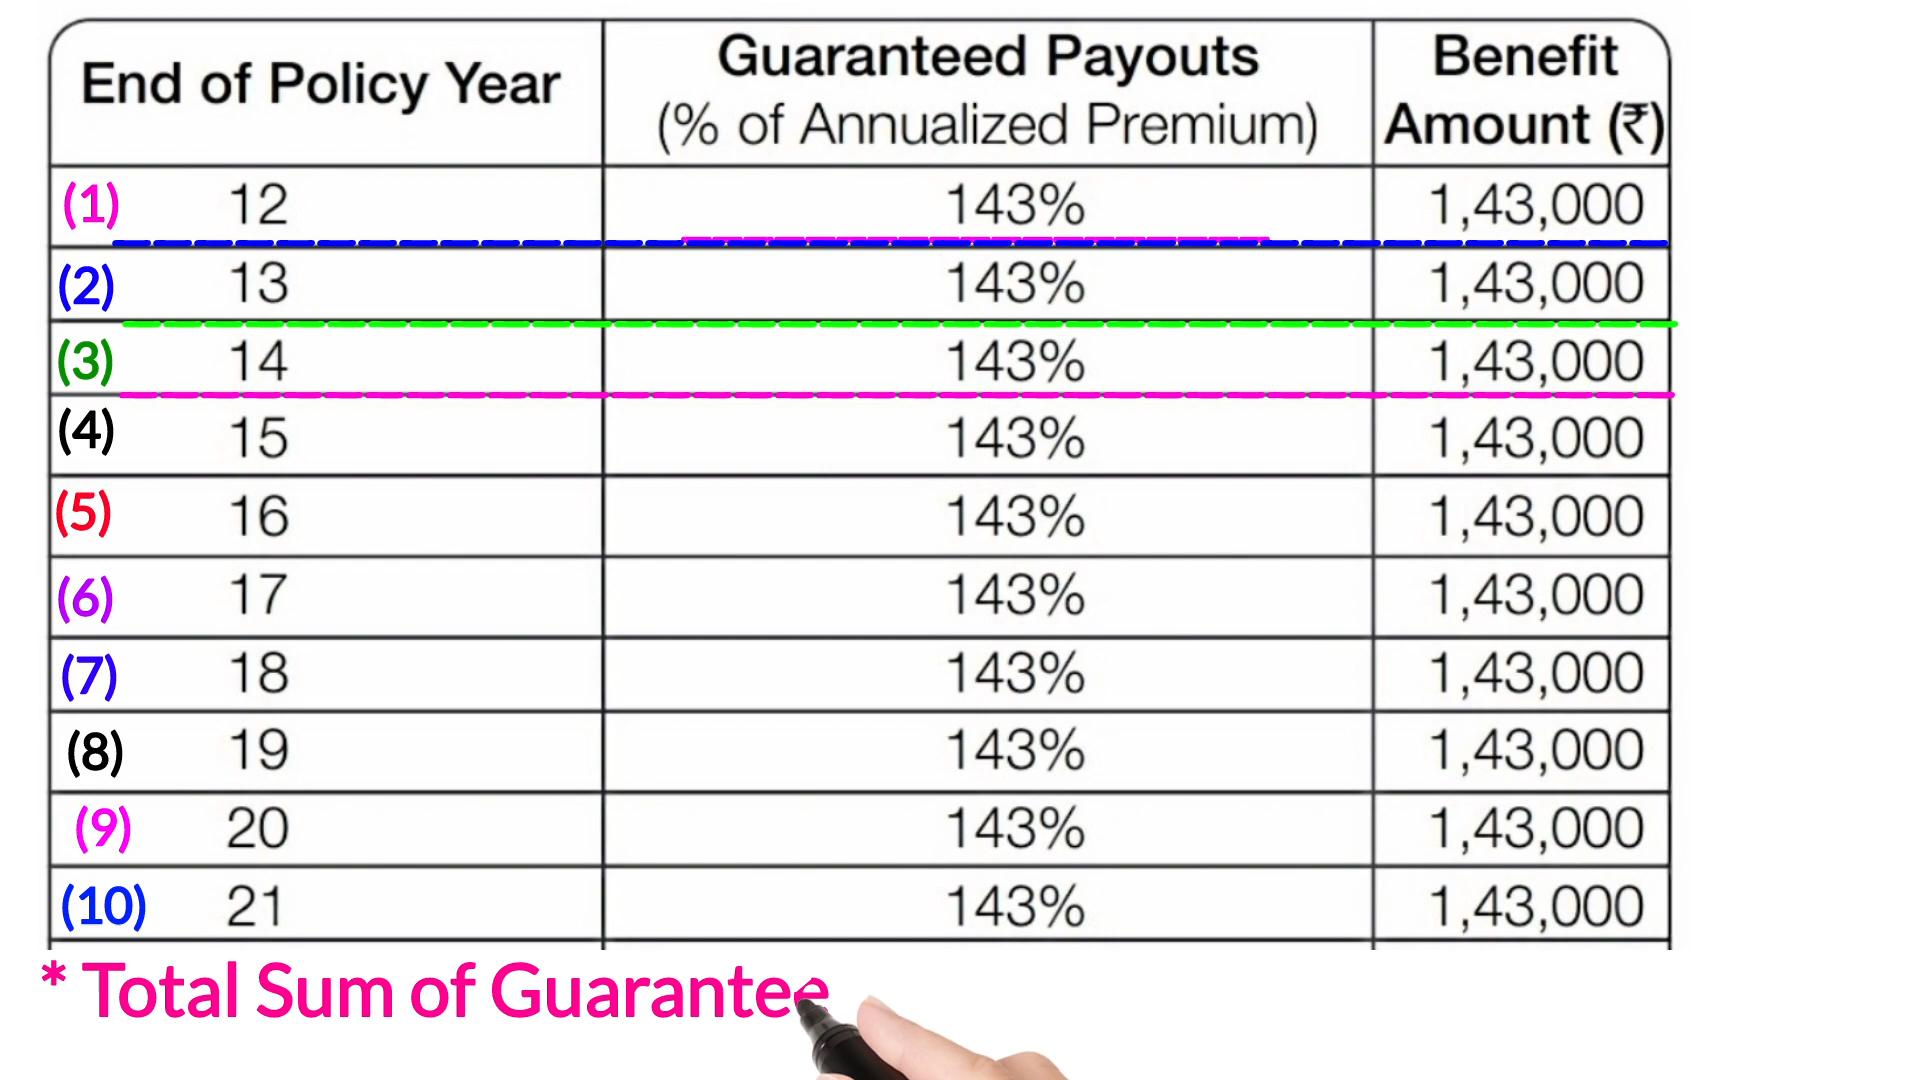 End of Policy Year Guaranteed Payouts Benefit
(% of Annualized Premium) Amount (₹)
(1) 12 143% 1,43,000
(2) 13 143% 1,43,000
(3) 14 143% 1,43,000
(4) 15 143% 1,43,000
(5) 16 143% 1,43,000
(6) 17 143% 1,43,000
(7) 18 143% 1,43,000
(8) 19 143% 1,43,000
(9) 20 143% 1,43,000
(10) 21 143% 1,43,000
* Total Sum of Guarantee